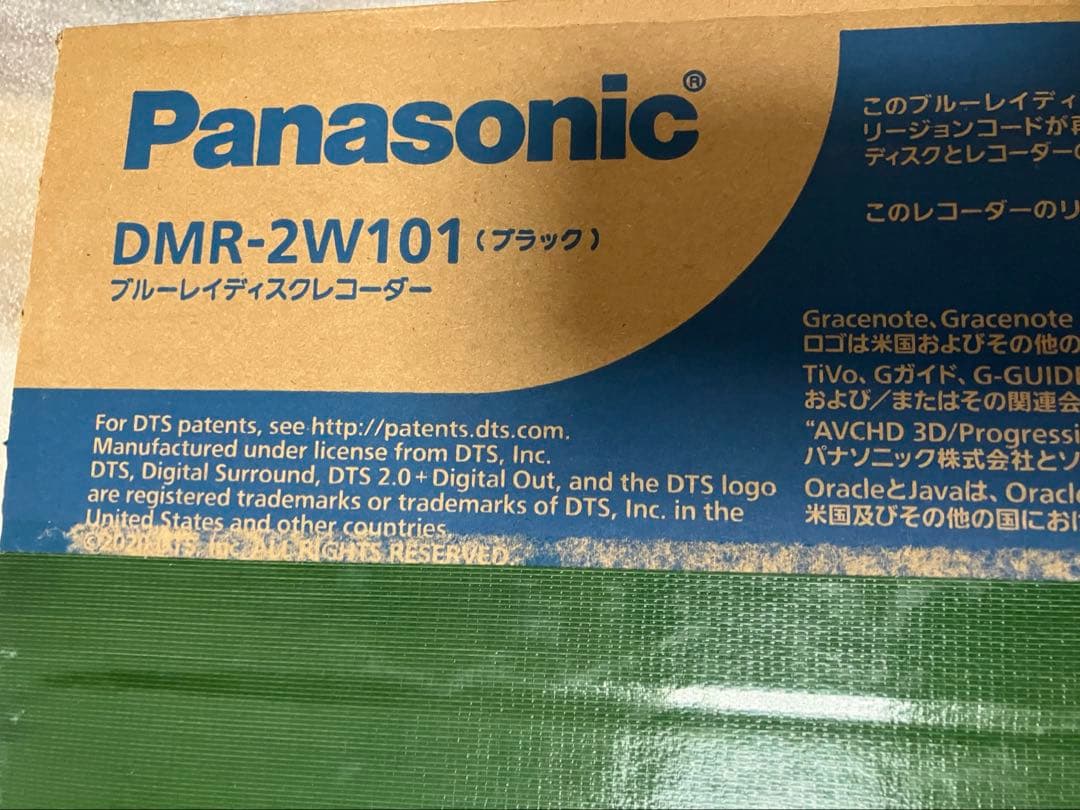 Panasonic®
DMR-2W101(ブラック)
ブルーレイディスクレコーダー
For DTS patents, see http://patents.dts.com.
Manufactured under license from DTS, Inc.
DTS, Digital Surround, DTS 2.0+Digital Out, and the DTS logo
are registered trademarks or trademarks of DTS, Inc. in the
United States and other countries.
DTS, Inc. ALL RIGHTS RESERVED.
このブルーレイディ
リージョンコードが
ディスクとレコーダー
このレコーダーのリ
Gracenote、Gracenote
ロゴは米国およびその他の
TiVo、Gガイド、G-GUIDE
および/またはその関連会
“AVCHD 3D/Progressi
パナソニック株式会社とソ
OracleとJavaは、Oracle
米国及びその他の国にお